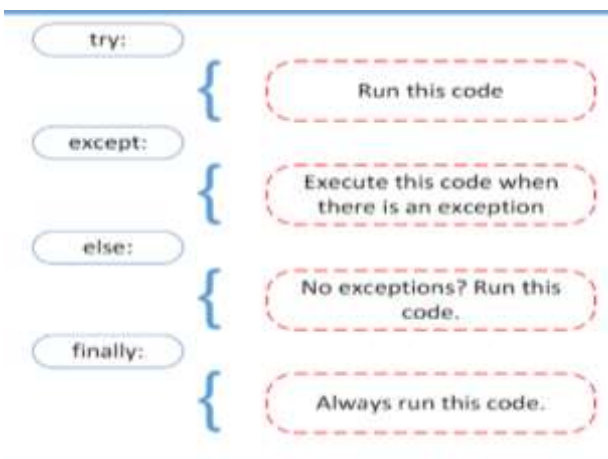 try:
Run this code
except:
Execute this code when
there is an exception
else:
No exceptions? Run this
code.
finally:
Always run this code.